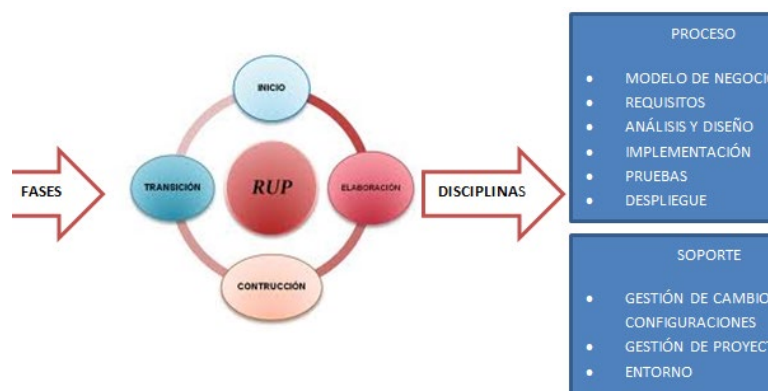 FASES
INICIO
TRANSICIÓN
RUP
ELABORACIÓN
CONTRUCCIÓN
DISCIPLINAS
PROCESO
MODELO DE NEGOCI
REQUISITOS
ANÁLISIS Y DISEÑO
IMPLEMENTACIÓN
PRUEBAS
DESPLIEGUE
SOPORTE
GESTIÓN DE CAMBIO
CONFIGURACIONES
GESTIÓN DE PROYECT
ENTORNO